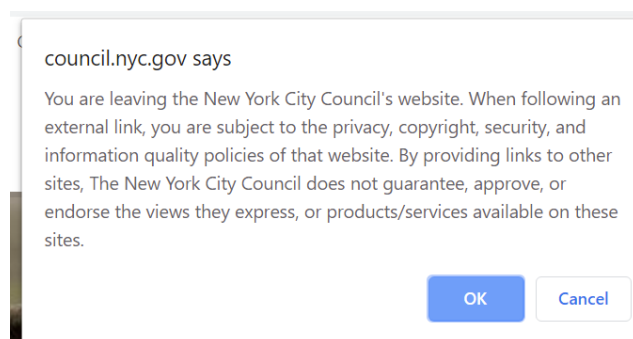 council.nyc.gov says
You are leaving the New York City Council's website. When following an
external link, you are subject to the privacy, copyright, security, and
information quality policies of that website. By providing links to other
sites, The New York City Council does not guarantee, approve, or
endorse the views they express, or products/services available on these
sites.
OK
Cancel